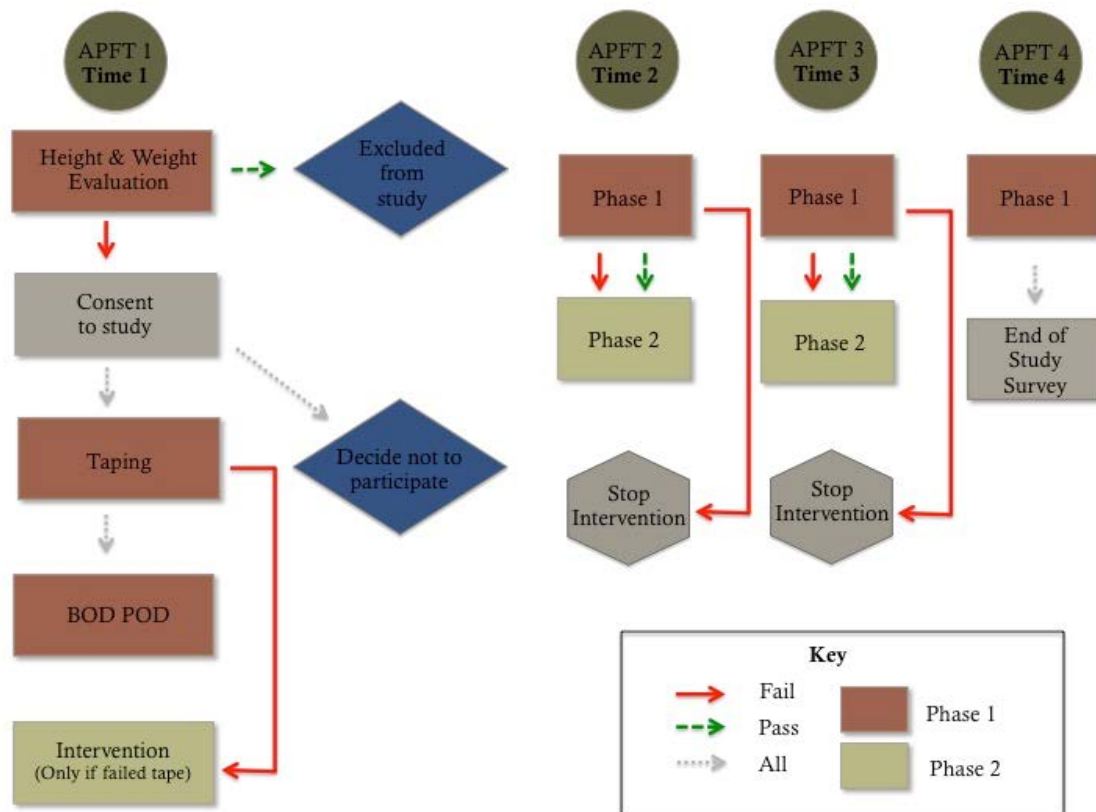 APFT 1
Time 1
Height & Weight
Evaluation
Excluded
from
study
Consent
to study
Taping
Decide not to
participate
BOD POD
Intervention
(Only if failed tape)
APFT 2
Time 2
APFT 3
Time 3
APFT 4
Time 4
Phase 1
Phase 1
Phase 1
Phase 2
Phase 2
End of
Study
Survey
Stop
Intervention
Stop
Intervention
Key
Fail
Pass
All
Phase 1
Phase 2